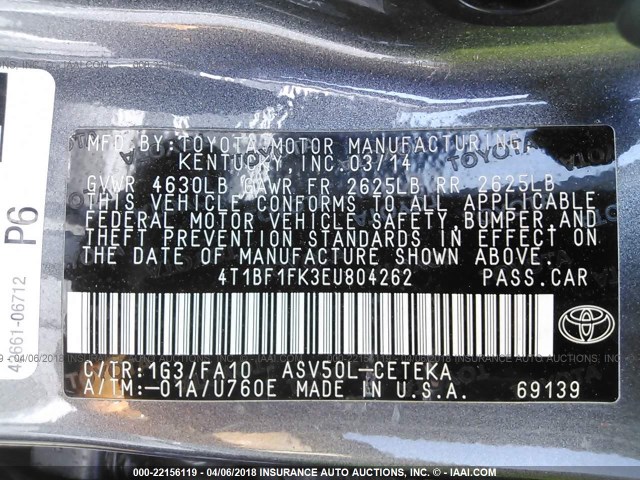 MFD.BY:TOYOTA MOTOR MANUFACTURING
KENTUCKY, INC.03/14
GVWR 4630LB GAWR FR 2625LB RR 2625LB
THIS VEHICLE CONFORMS TO ALL APPLICABLE
FEDERAL MOTOR VEHICLE SAFETY,BUMPER,AND
THEFT PREVENTION STANDARDS IN EFFECT ON
THE DATE OF MANUFACTURE SHOWN ABOVE.
4T1BF1FK3EU804262 PASS.CAR
C/TR:1G3/FA10 ASV50L-CETEKA
A/TM:-01A/U760E MADE IN U.S.A. 69139
P6
661-06712
000-22156119 - 04/06/2018 INSURANCE AUTO AUCTIONS INC. - IAAI.COM